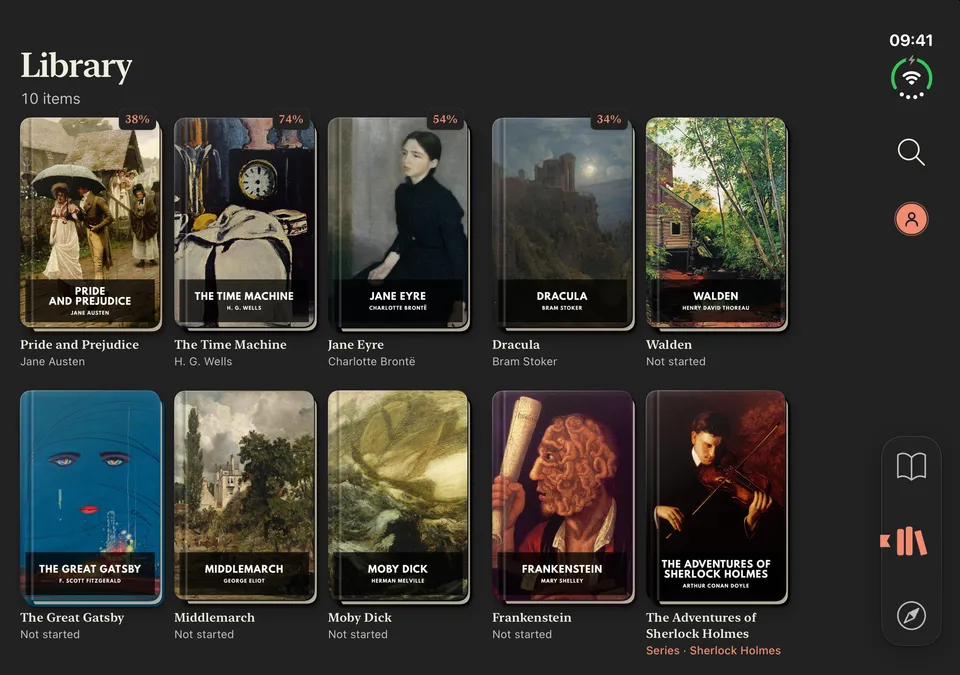 09:41
Library
10 items
38%
74%
54%
34%
PRIDE
AND PREJUDICE
JANE AUSTEN
THE TIME MACHINE
H. G. WELLS
JANE EYRE
CHARLOTTE BRONTË
DRACULA
BRAM STOKER
WALDEN
HENRY DAVID THOREAU
Pride and Prejudice
Jane Austen
The Time Machine
H. G. Wells
Jane Eyre
Charlotte Brontë
Dracula
Bram Stoker
Walden
Not started
THE GREAT GATSBY
F. SCOTT FITZGERALD
MIDDLEMARCH
GEORGE ELIOT
MOBY DICK
HERMAN MELVILLE
FRANKENSTEIN
MARY SHELLEY
THE ADVENTURES OF
SHERLOCK HOLMES
ARTHUR CONAN DOYLE
The Great Gatsby
Not started
Middlemarch
Not started
Moby Dick
Not started
Frankenstein
Not started
The Adventures of
Sherlock Holmes
Series · Sherlock Holmes